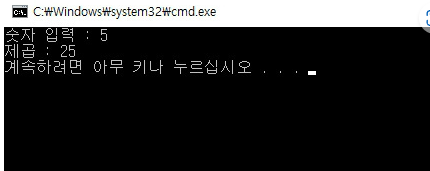 C:₩Windows₩system32₩cmd.exe
숫자 입력 : 5
제곱 : 25
계속하려면 아무 키나 누르십시오 . . .